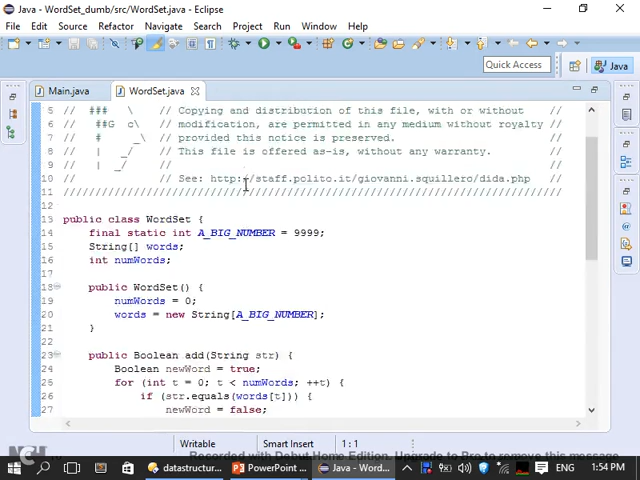 Java - WordSet_dumb/src/WordSet.java - Eclipse
File Edit Source Refactor Navigate Search Project Run Window Help
Quick Access
Java
Main.java
WordSet.java
5 // ### \ // Copying and distribution of this file, with or without //
6 // ##G c\ // modification, are permitted in any medium without royalty //
7 // # _\ // provided this notice is preserved. //
8 // | _/ // This file is offered as-is, without any warranty. //
9 // | _/ // //
10 // // See: http://staff.polito.it/giovanni.squillero/dida.php //
11 ////////////////////////////////////////////////////////////////////////
12
13 public class WordSet {
14 final static int A_BIG_NUMBER = 9999;
15 String[] words;
16 int numWords;
17
18 public WordSet() {
19 numWords = 0;
20 words = new String[A_BIG_NUMBER];
21 }
22
23 public Boolean add(String str) {
24 Boolean newWord = true;
25 for (int t = 0; t < numWords; ++t) {
26 if (str.equals(words[t])) {
27 newWord = false;
Writable
Smart Insert
1 : 1
Recorded with Debut Home Edition. Upgrade to Pro to remove this message.
NCH
datastructur...
PowerPoint ...
Java - Word...
ENG
1:54 PM